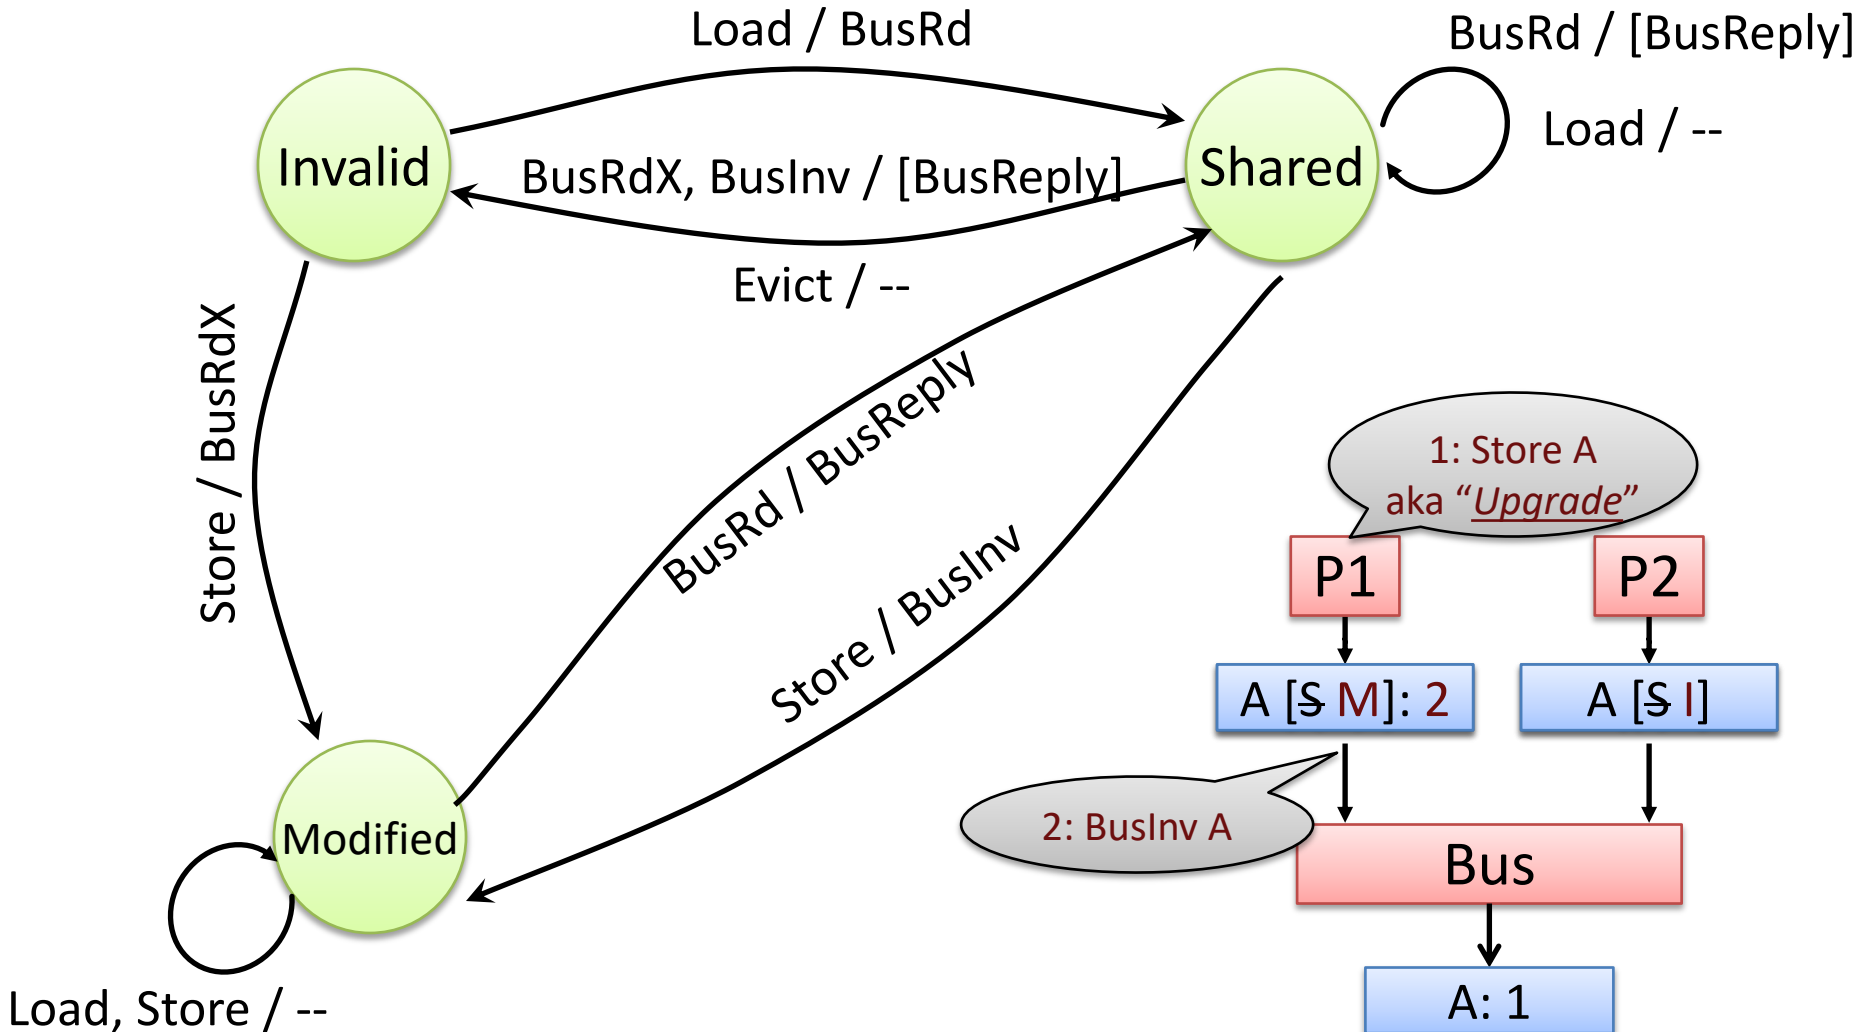 Load / BusRd
BusRd / [BusReply]
Load / --
Invalid
BusRdX, BusInv / [BusReply]
Shared
Evict / --
Store / BusRdX
BusRd / BusReply
Store / BusInv
Modified
Load, Store / --
1: Store A
aka “Upgrade”
P1
P2
A [S M]: 2
A [S I]
2: BusInv A
Bus
A: 1